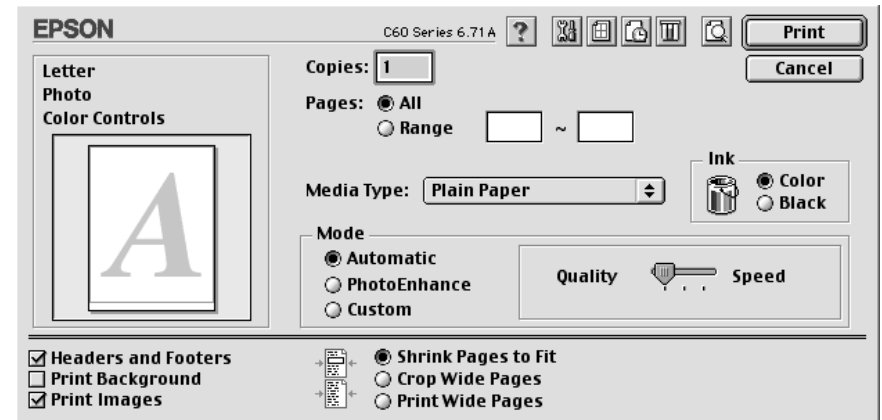 EPSON
C60 Series 6.71A
?
Print
Cancel
Letter
Photo
Color Controls
A
Copies: 1
Pages: All
Range ~
Media Type: Plain Paper
Ink
Color
Black
Mode
Automatic
PhotoEnhance
Custom
Quality Speed
Headers and Footers
Print Background
Print Images
Shrink Pages to Fit
Crop Wide Pages
Print Wide Pages